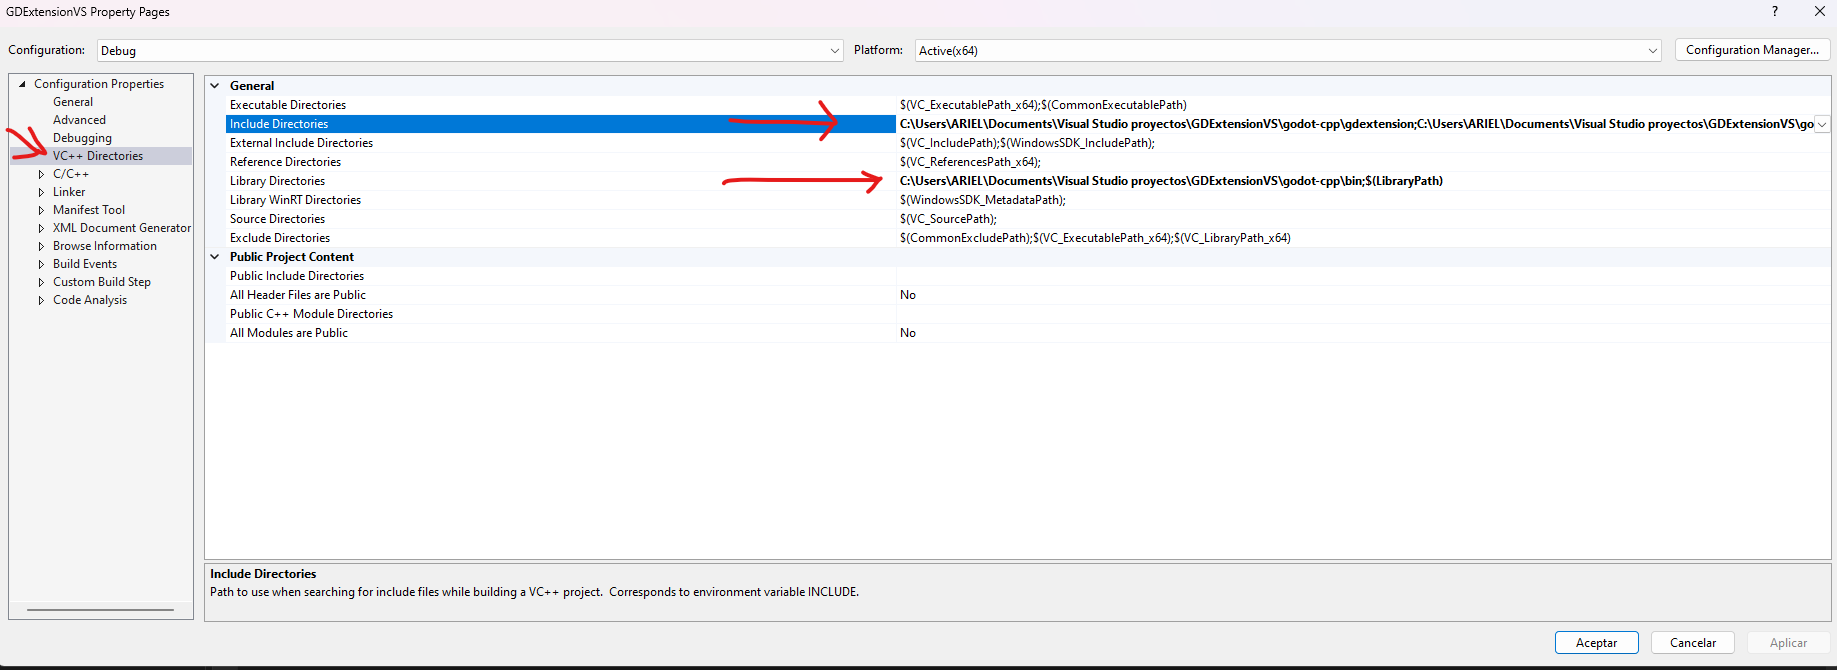 GDExtensionVS Property Pages
Configuration: Debug Platform: Active(x64) Configuration Manager...
Configuration Properties
General
Advanced
Debugging
VC++ Directories
C/C++
Linker
Manifest Tool
XML Document Generator
Browse Information
Build Events
Custom Build Step
Code Analysis
General
Executable Directories $(VC_ExecutablePath_x64);$(CommonExecutablePath)
Include Directories C:\Users\ARIEL\Documents\Visual Studio proyectos\GDExtensionVS\godot-cpp\gdextension;C:\Users\ARIEL\Documents\Visual Studio proyectos\GDExtensionVS\go
External Include Directories $(VC_IncludePath);$(WindowsSDK_IncludePath);
Reference Directories $(VC_ReferencesPath_x64);
Library Directories C:\Users\ARIEL\Documents\Visual Studio proyectos\GDExtensionVS\godot-cpp\bin;$(LibraryPath)
Library WinRT Directories $(WindowsSDK_MetadataPath);
Source Directories $(VC_SourcePath);
Exclude Directories $(CommonExcludePath);$(VC_ExecutablePath_x64);$(VC_LibraryPath_x64)
Public Project Content
Public Include Directories
All Header Files are Public No
Public C++ Module Directories
All Modules are Public No
Include Directories
Path to use when searching for include files while building a VC++ project.  Corresponds to environment variable INCLUDE.
Aceptar Cancelar Aplicar